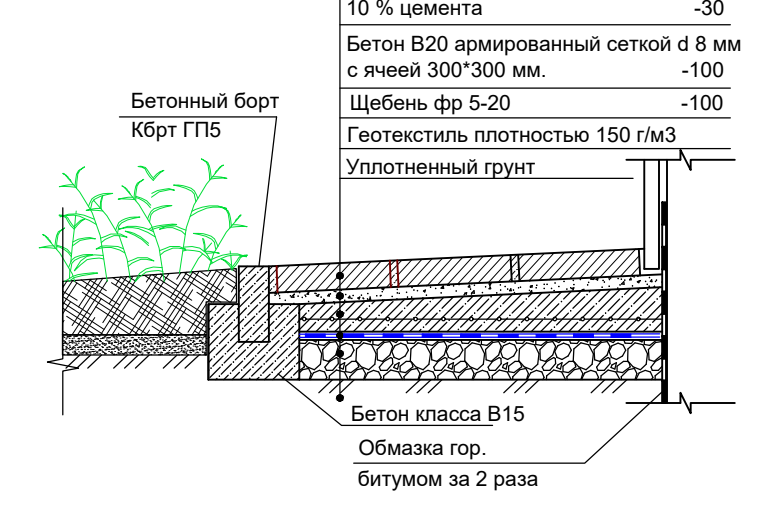 10 % цемента -30
Бетон В20 армированный сеткой d 8 мм
с ячеей 300*300 мм. -100
Щебень фр 5-20 -100
Геотекстиль плотностью 150 г/м3
Уплотненный грунт
Бетонный борт
Кбрт ГП5
Бетон класса В15
Обмазка гор.
битумом за 2 раза